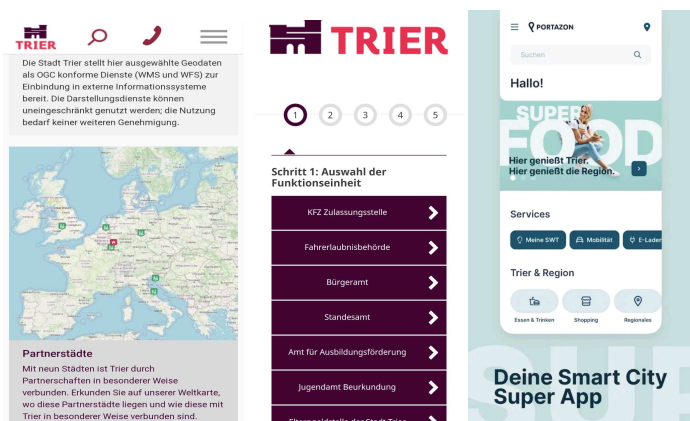 TRIER
Die Stadt Trier stellt hier ausgewählte Geodaten
als OGC konforme Dienste (WMS und WFS) zur
Einbindung in externe Informationssysteme
bereit. Die Darstellungsdienste können
uneingeschränkt genutzt werden; die Nutzung
bedarf keiner weiteren Genehmigung.
Partnerstädte
Mit neun Städten ist Trier durch
Partnerschaften in besonderer Weise
verbunden. Erkunden Sie auf unserer Weltkarte,
wo diese Partnerstädte liegen und wie diese mit
Trier in besonderer Weise verbunden sind.
TRIER
1 2 3 4 5
Schritt 1: Auswahl der
Funktionseinheit
KFZ Zulassungsstelle
Fahrerlaubnisbehörde
Bürgeramt
Standesamt
Amt für Ausbildungsförderung
Jugendamt Beurkundung
Elterngeldstelle der Stadt Trier
PORTAZON
Suchen
Hallo!
SUPER
FOOD
Hier genießt Trier.
Hier genießt die Region.
Services
Meine SWT
Mobilität
E-Laden
Trier & Region
Essen & Trinken
Shopping
Regionales
SUP
Deine Smart City
Super App